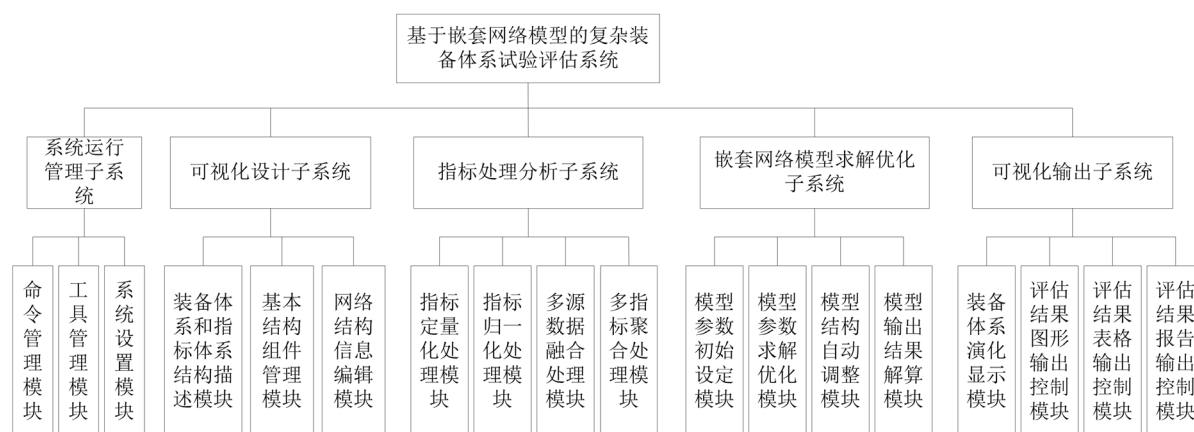 基于嵌套网络模型的复杂装
备体系试验评估系统
系统运行
管理子系
统
可视化设计子系统
指标处理分析子系统
嵌套网络模型求解优化
子系统
可视化输出子系统
命
令
管
理
模
块
工
具
管
理
模
块
系
统
设
置
模
块
装备体
系和指
标体系
结构描
述模块
基本
结构
组件
管理
模块
网络
结构
信息
编辑
模块
指标
定量
化处
理模
块
指标
归一
化处
理模
块
多源
数据
融合
处理
模块
多指
标聚
合处
理模
块
模型
参数
初始
设定
模块
模型
参数
求解
优化
模块
模型
结构
自动
调整
模块
模型
输出
结果
解算
模块
装备
体系
演化
显示
模块
评估
结果
图形
输出
控制
模块
评估
结果
表格
输出
控制
模块
评估
结果
报告
输出
控制
模块